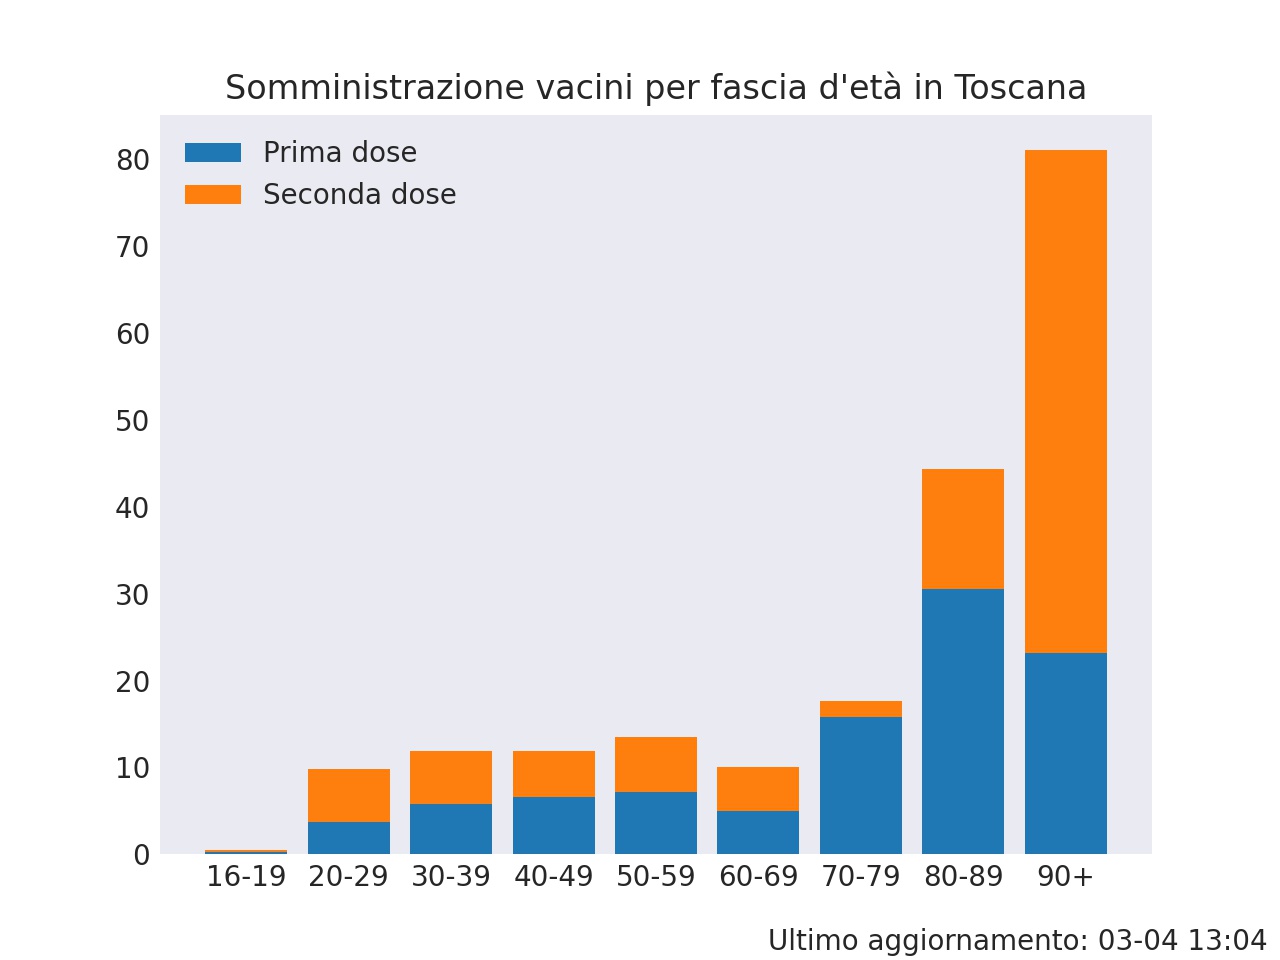 Somministrazione vacini per fascia d'età in Toscana
Prima dose
Seconda dose
80
70
60
50
40
30
20
10
0
16-19 20-29 30-39 40-49 50-59 60-69 70-79 80-89 90+
Ultimo aggiornamento: 03-04 13:04